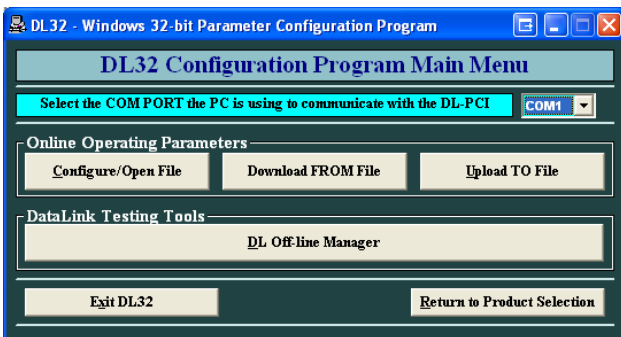 DL32 - Windows 32-bit Parameter Configuration Program
DL32 Configuration Program Main Menu
Select the COM PORT the PC is using to communicate with the DL-PCI COM1
Online Operating Parameters
Configure/Open File Download FROM File Upload TO File
DataLink Testing Tools
DL Off-line Manager
Exit DL32 Return to Product Selection